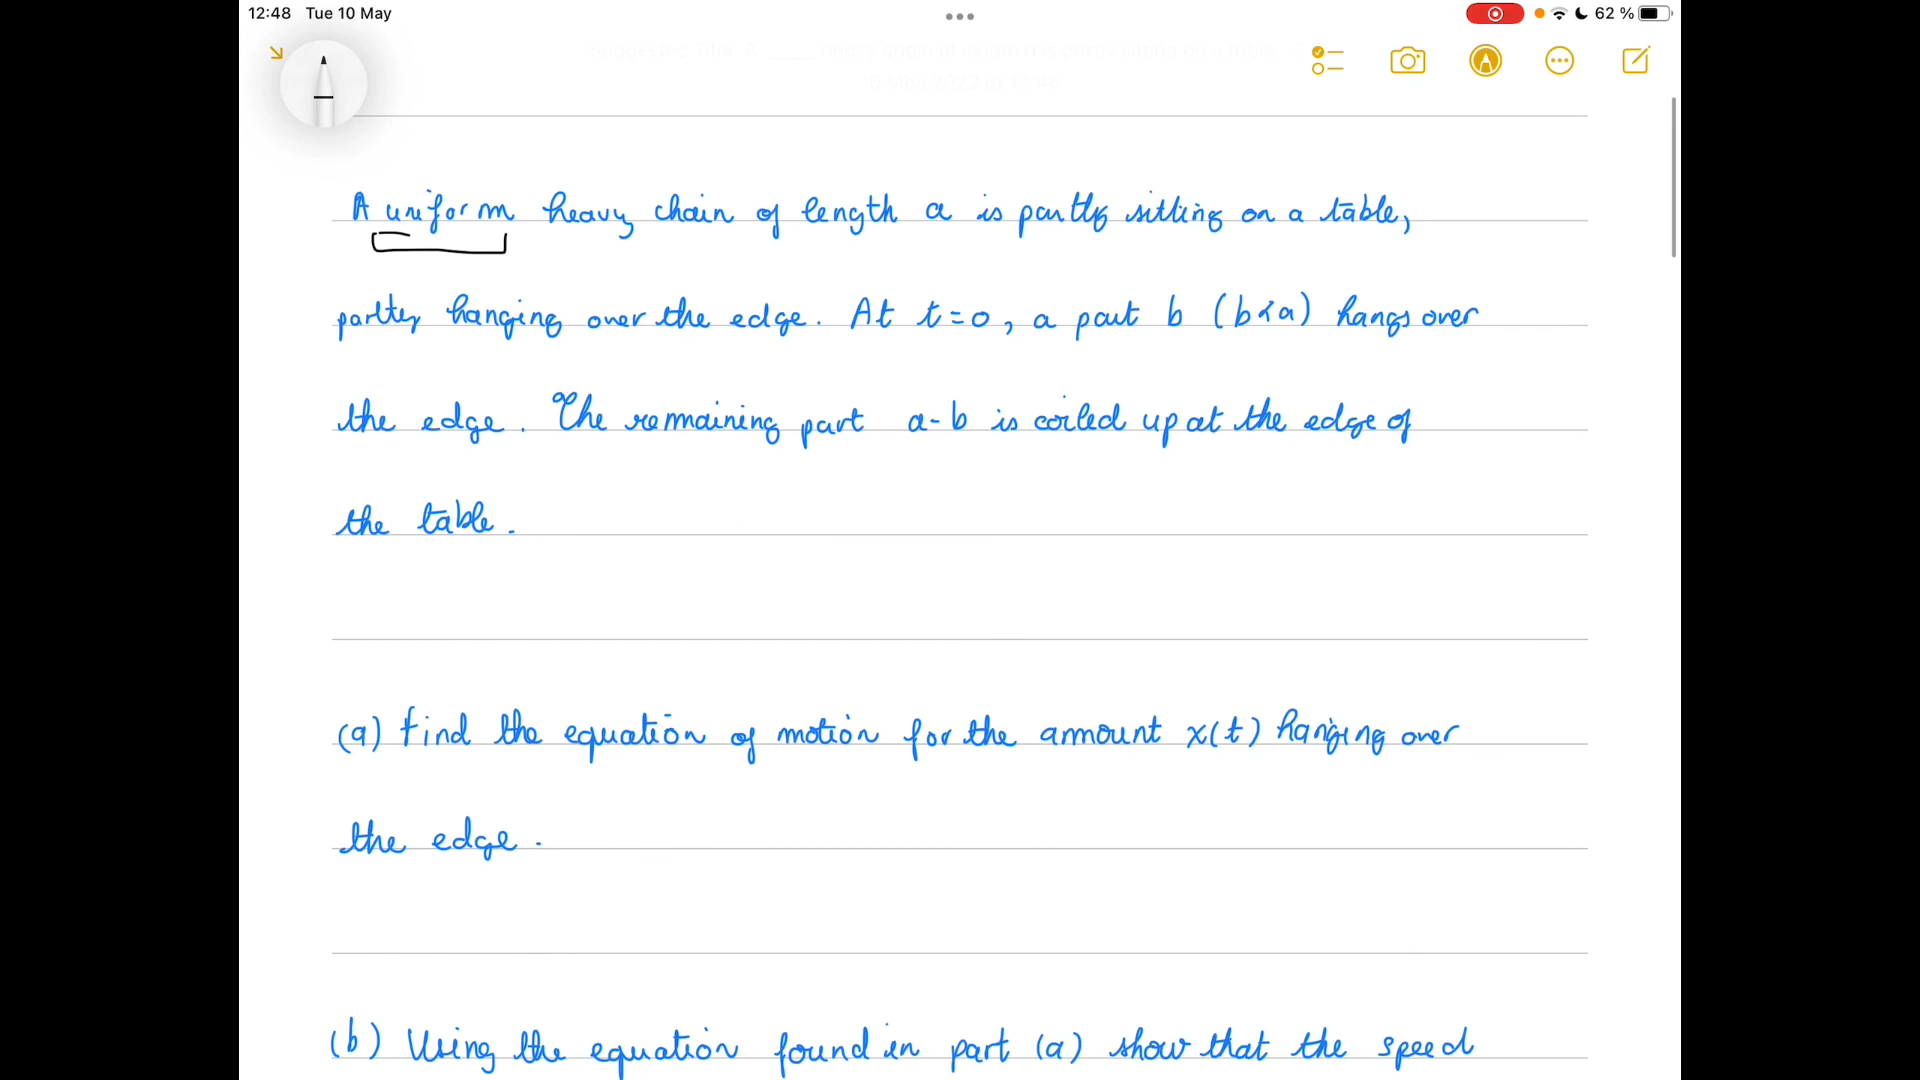 12:48 Tue 10 May
62 %
A uniform heavy chain of length a is partly sitting on a table,
partly hanging over the edge. At t=0, a part b (b<a) hangs over
the edge. The remaining part a-b is coiled up at the edge of
the table.
(a) Find the equation of motion for the amount x(t) hanging over
the edge.
(b) Using the equation found in part (a) show that the speed